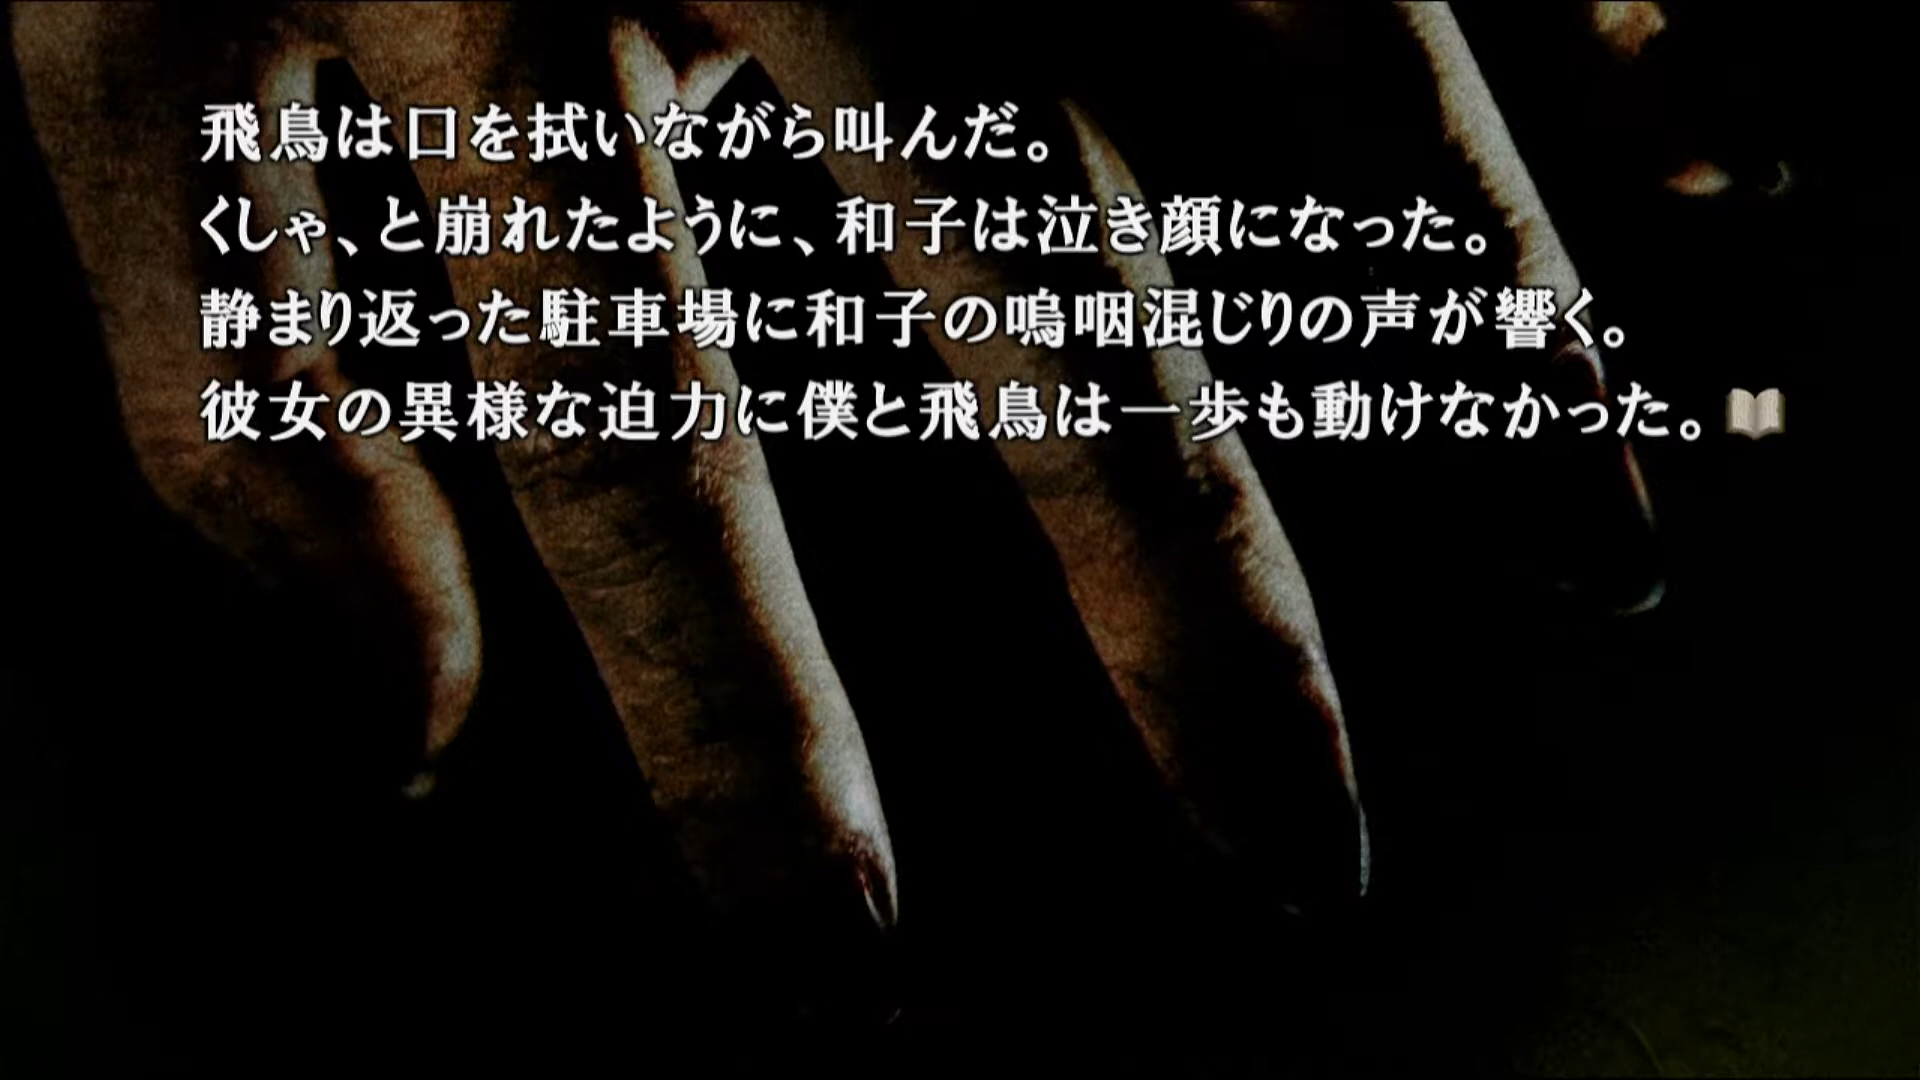 飛鳥は口を拭いながら叫んだ。
くしゃ、と崩れたように、和子は泣き顔になった。
静まり返った駐車場に和子の嗚咽混じりの声が響く。
彼女の異様な迫力に僕と飛鳥は一歩も動けなかった。